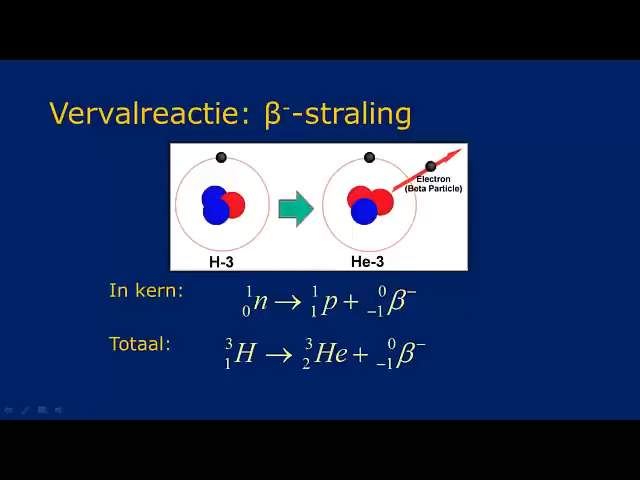 Vervalreactie: β⁻-straling
Electron
(Beta Particle)
H-3
He-3
In kern: ¹₀n → ¹₁p + ⁰₋₁β⁻
Totaal: ³₁H → ³₂He + ⁰₋₁β⁻